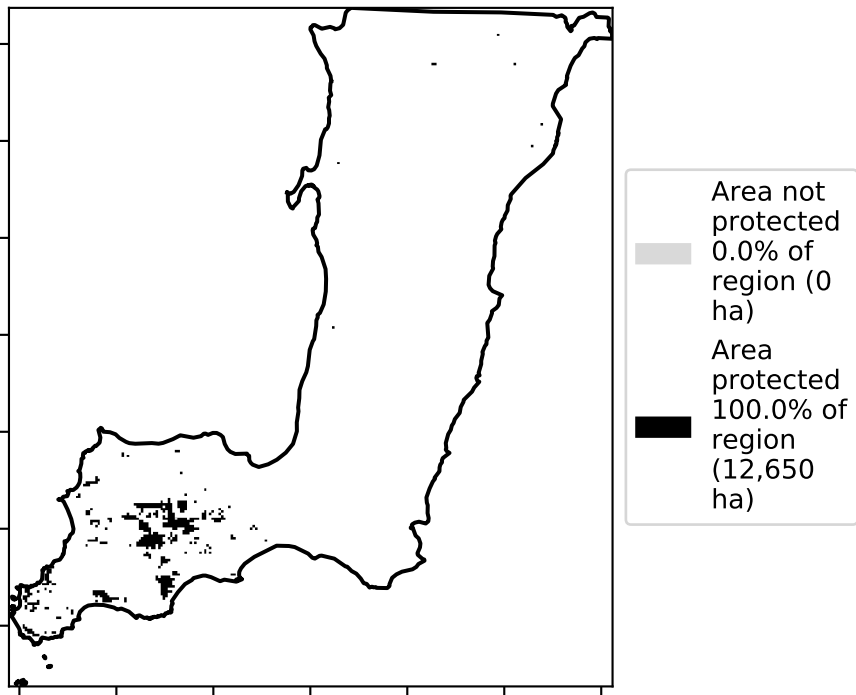 Area not
protected
0.0% of
region (0
ha)
Area
protected
100.0% of
region
(12,650
ha)